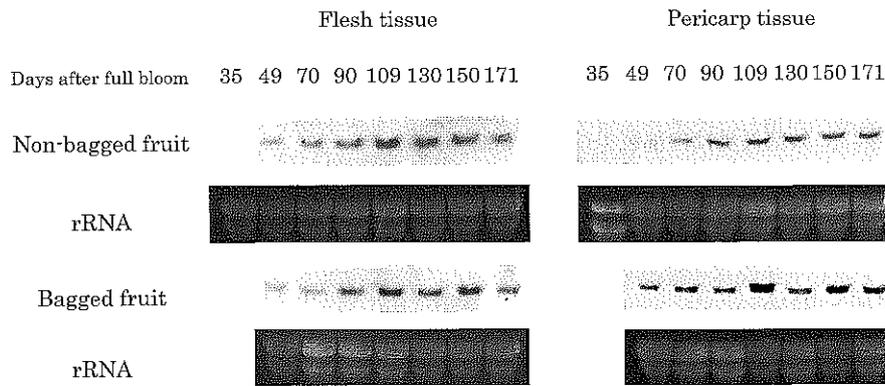 Flesh tissue
Pericarp tissue
Days after full bloom 35 49 70 90 109 130 150 171 35 49 70 90 109 130 150 171
Non-bagged fruit
rRNA
Bagged fruit
rRNA